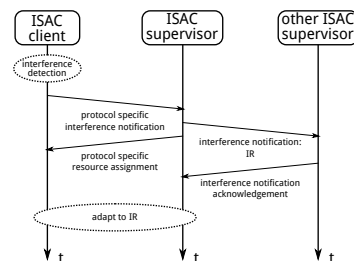 ISAC
client
ISAC
supervisor
other ISAC
supervisor
interference
detection
protocol specific
interference notification
interference notification:
IR
protocol specific
resource assignment
interference notification
acknowledgement
adapt to IR
t
t
t